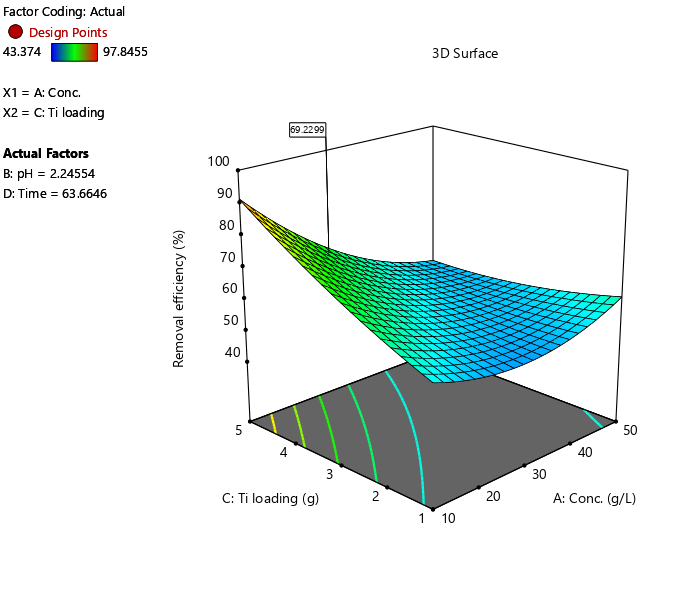 Factor Coding: Actual
Design Points
43.374 97.8455
X1 = A: Conc.
X2 = C: Ti loading
Actual Factors
B: pH = 2.24554
D: Time = 63.6646
3D Surface
69.2299
100
90
80
70
60
50
40
Removal efficiency (%)
5
4
3
2
1
C: Ti loading (g)
10
20
30
40
50
A: Conc. (g/L)